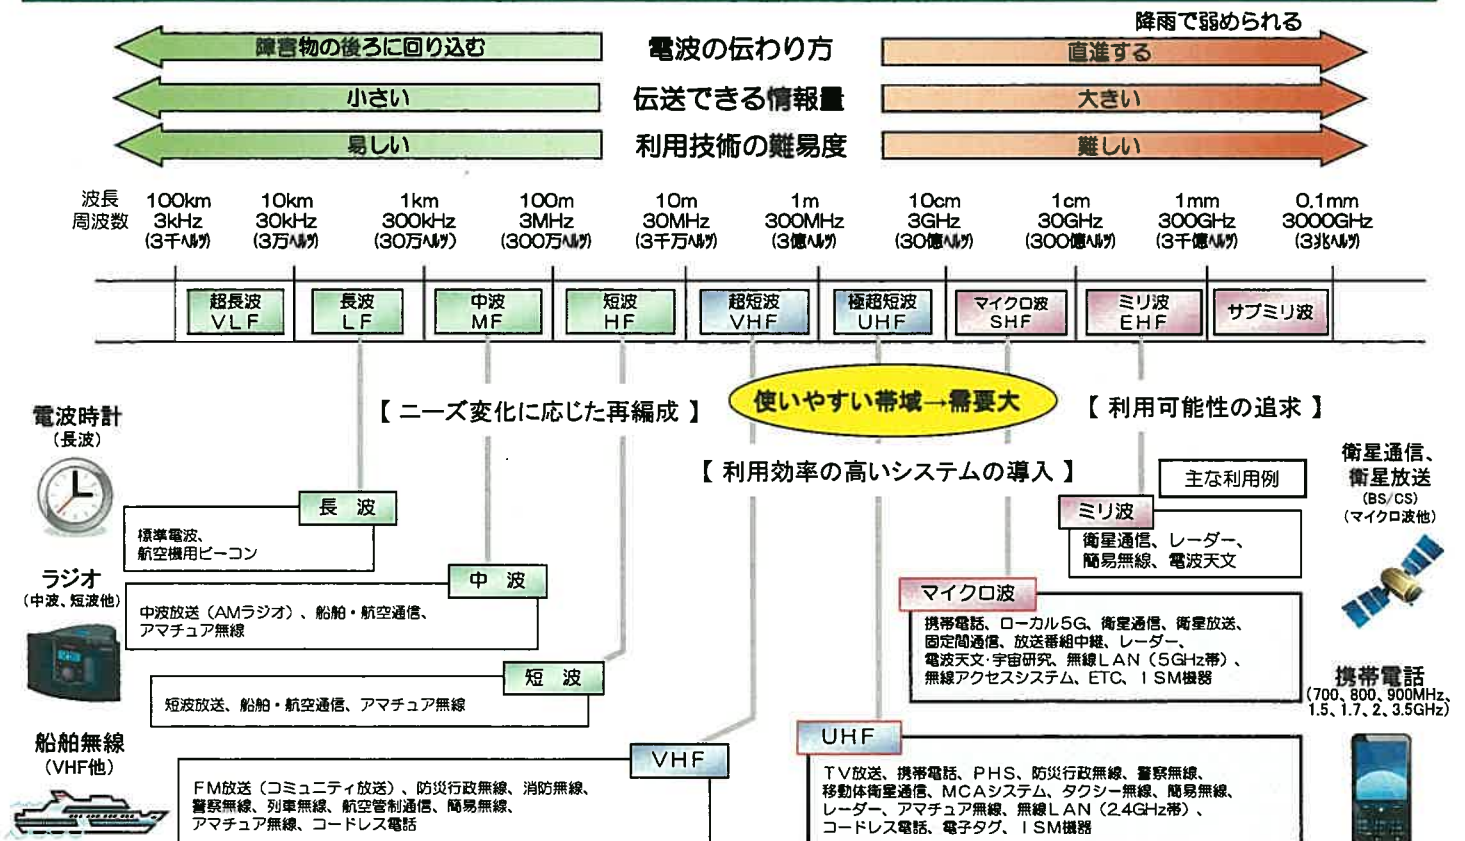 降雨で弱められる
障害物の後ろに回り込む
電波の伝わり方
直進する
小さい
伝送できる情報量
大きい
易しい
利用技術の難易度
難しい
波長
周波数
100km
3kHz
(3千ヘルツ)
10km
30kHz
(3万ヘルツ)
1km
300kHz
(30万ヘルツ)
100m
3MHz
(300万ヘルツ)
10m
30MHz
(3千万ヘルツ)
1m
300MHz
(3億ヘルツ)
10cm
3GHz
(30億ヘルツ)
1cm
30GHz
(300億ヘルツ)
1mm
300GHz
(3千億ヘルツ)
0.1mm
3000GHz
(3兆ヘルツ)
超長波
VLF
長波
LF
中波
MF
短波
HF
超短波
VHF
極超短波
UHF
マイクロ波
SHF
ミリ波
EHF
サブミリ波
【 ニーズ変化に応じた再編成 】
使いやすい帯域→需要大
【 利用可能性の追求 】
【 利用効率の高いシステムの導入 】
主な利用例
電波時計
(長波)
長 波
標準電波、
航空機用ビーコン
ラジオ
(中波、短波他)
中 波
中波放送（AMラジオ）、船舶・航空通信、
アマチュア無線
短 波
短波放送、船舶・航空通信、アマチュア無線
船舶無線
(VHF他)
VHF
FM放送（コミュニティ放送）、防災行政無線、消防無線、
警察無線、列車無線、航空管制通信、簡易無線、
アマチュア無線、コードレス電話
衛星通信、
衛星放送
(BS/CS)
(マイクロ波他)
ミリ波
衛星通信、レーダー、
簡易無線、電波天文
マイクロ波
携帯電話、ローカル5G、衛星通信、衛星放送、
固定間通信、放送番組中継、レーダー、
電波天文・宇宙研究、無線LAN（5GHz帯）、
無線アクセスシステム、ETC、ISM機器
携帯電話
(700、800、900MHz、
1.5、1.7、2、3.5GHz)
UHF
TV放送、携帯電話、PHS、防災行政無線、警察無線、
移動体衛星通信、MCAシステム、タクシー無線、簡易無線、
レーダー、アマチュア無線、無線LAN（2.4GHz帯）、
コードレス電話、電子タグ、ISM機器